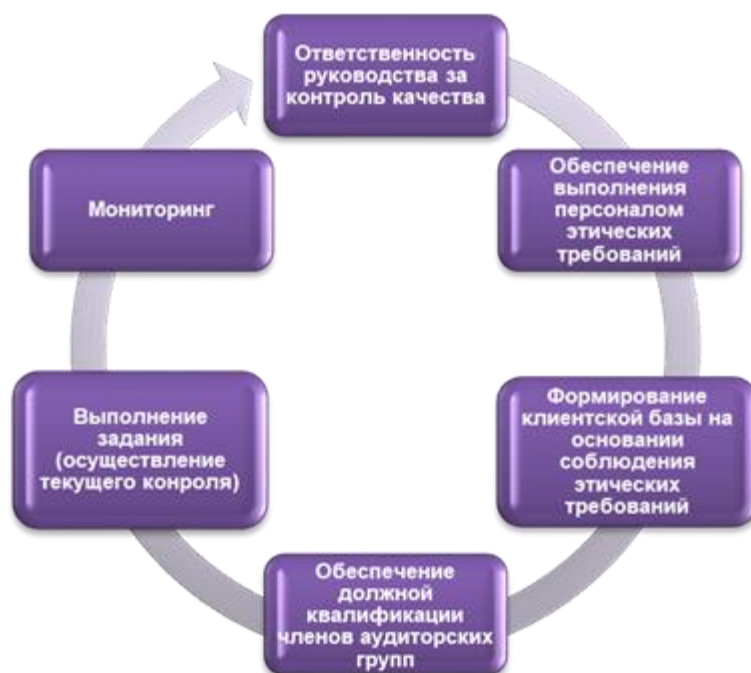 Ответственность
руководства за
контроль качества
Обеспечение
выполнения
персоналом
этических
требований
Формирование
клиентской базы на
основании
соблюдения
этических
требований
Обеспечение
должной
квалификации
членов аудиторских
групп
Выполнение
задания
(осуществление
текущего конроля)
Мониторинг